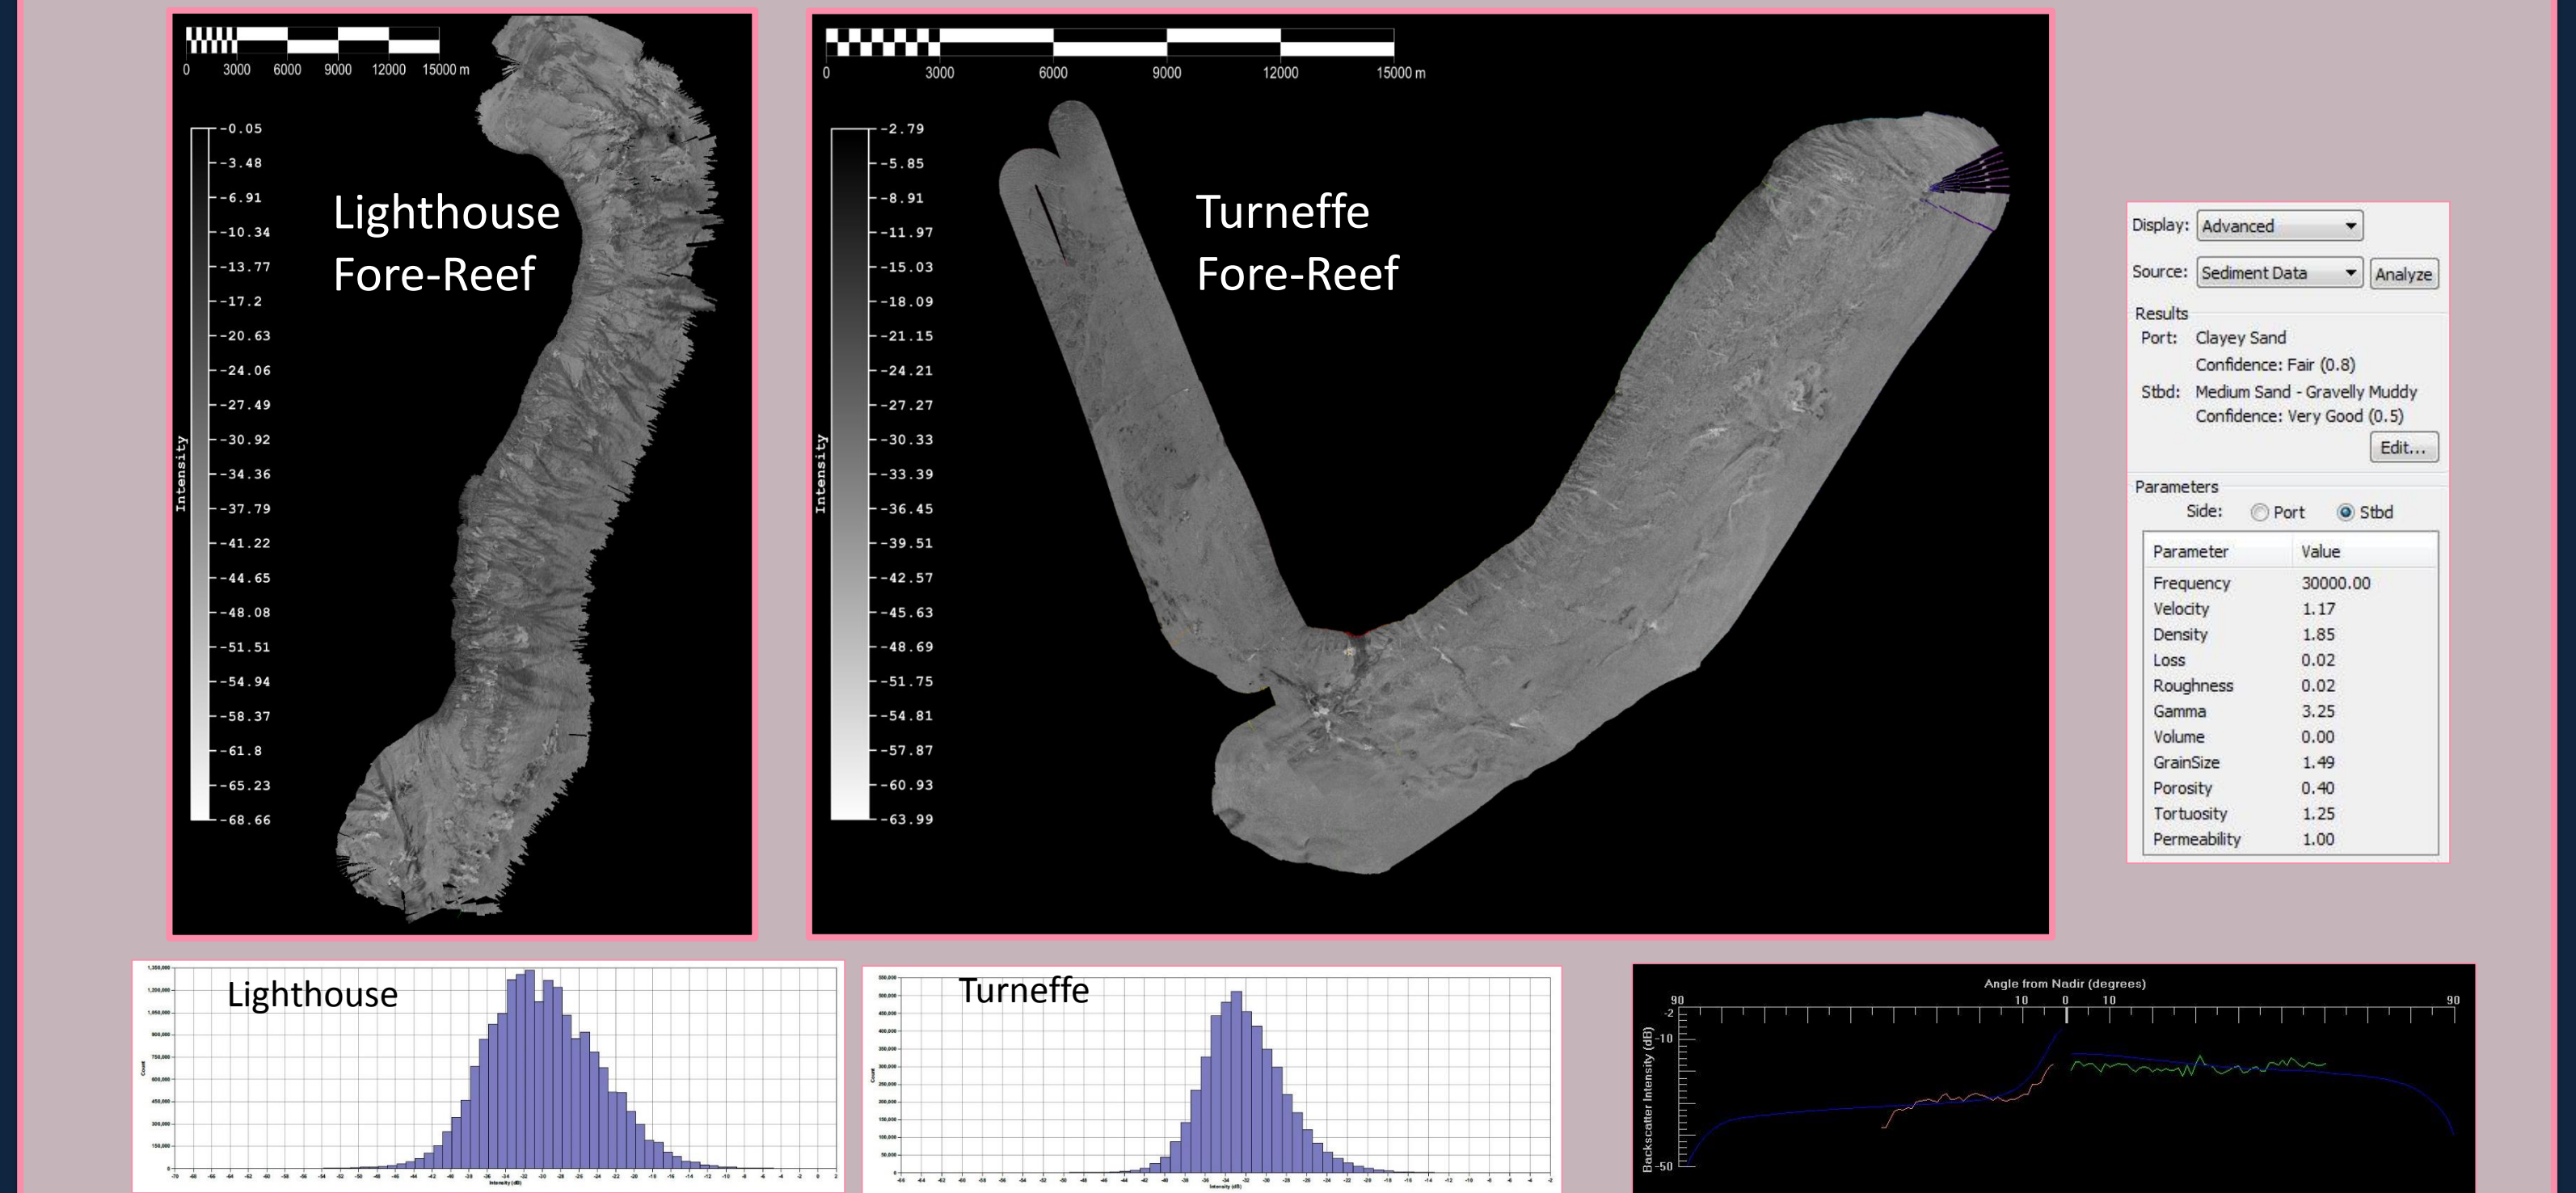 0 3000 6000 9000 12000 15000 m
-0.05
-3.48
-6.91
-10.34
-13.77
-17.2
-20.63
-24.06
-27.49
-30.92
-34.36
-37.79
-41.22
-44.65
-48.08
-51.51
-54.94
-58.37
-61.8
-65.23
-68.66
Intensity
Lighthouse
Fore-Reef
0 3000 6000 9000 12000 15000 m
-2.79
-5.85
-8.91
-11.97
-15.03
-18.09
-21.15
-24.21
-27.27
-30.33
-33.39
-36.45
-39.51
-42.57
-45.63
-48.69
-51.75
-54.81
-57.87
-60.93
-63.99
Intensity
Turneffe
Fore-Reef
Display: Advanced
Source: Sediment Data Analyze
Results
Port: Clayey Sand
Confidence: Fair (0.8)
Stbd: Medium Sand - Gravelly Muddy
Confidence: Very Good (0.5)
Edit...
Parameters
Side: Port Stbd
Parameter Value
Frequency 30000.00
Velocity 1.17
Density 1.85
Loss 0.02
Roughness 0.02
Gamma 3.25
Volume 0.00
GrainSize 1.49
Porosity 0.40
Tortuosity 1.25
Permeability 1.00
Lighthouse
Count
Intensity (dB)
Turneffe
Count
Intensity (dB)
Angle from Nadir (degrees)
90 10 0 10 90
-2
-10
-50
Backscatter Intensity (dB)